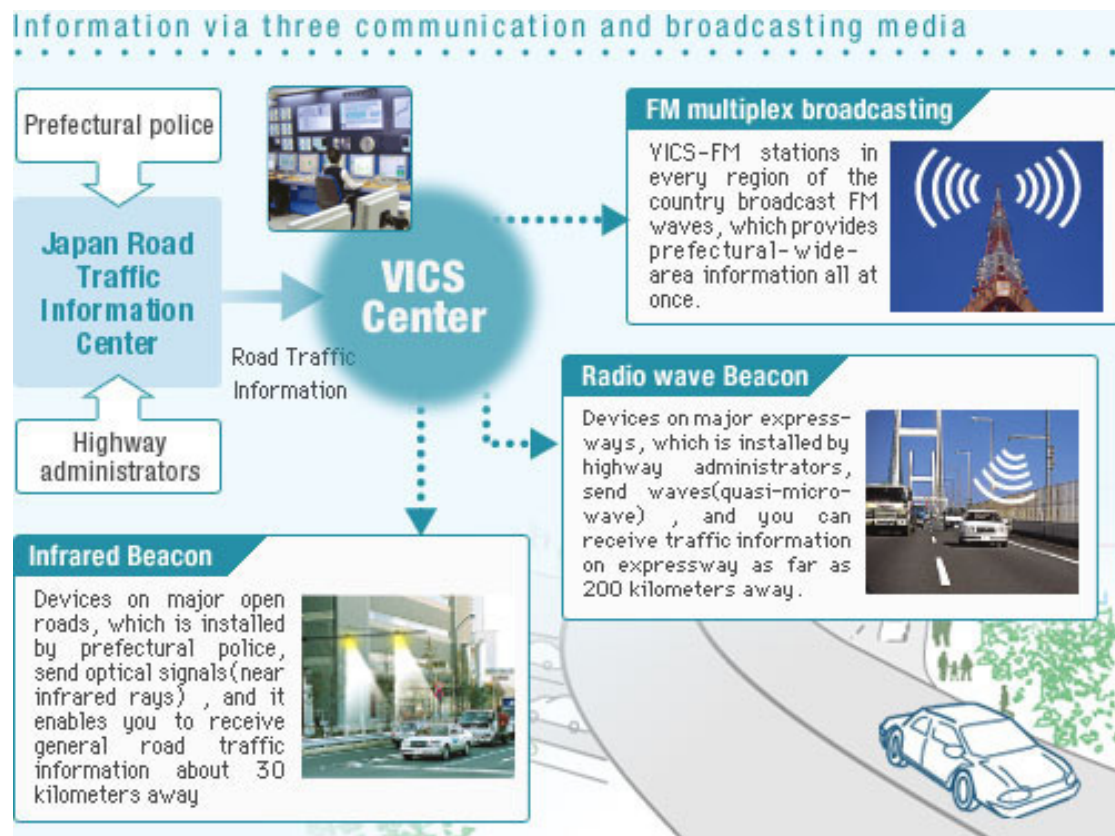 Information via three communication and broadcasting media
Prefectural police
Japan Road
Traffic
Information
Center
Highway
administrators
Road Traffic
Information
VICS
Center
FM multiplex broadcasting
VICS-FM stations in
every region of the
country broadcast FM
waves, which provides
prefectural-wide-
area information all at
once.
Radio wave Beacon
Devices on major express-
ways, which is installed by
highway administrators,
send waves(quasi-micro-
wave) , and you can
receive traffic information
on expressway as far as
200 kilometers away.
Infrared Beacon
Devices on major open
roads, which is installed
by prefectural police,
send optical signals(near
infrared rays) , and it
enables you to receive
general road traffic
information about 30
kilometers away